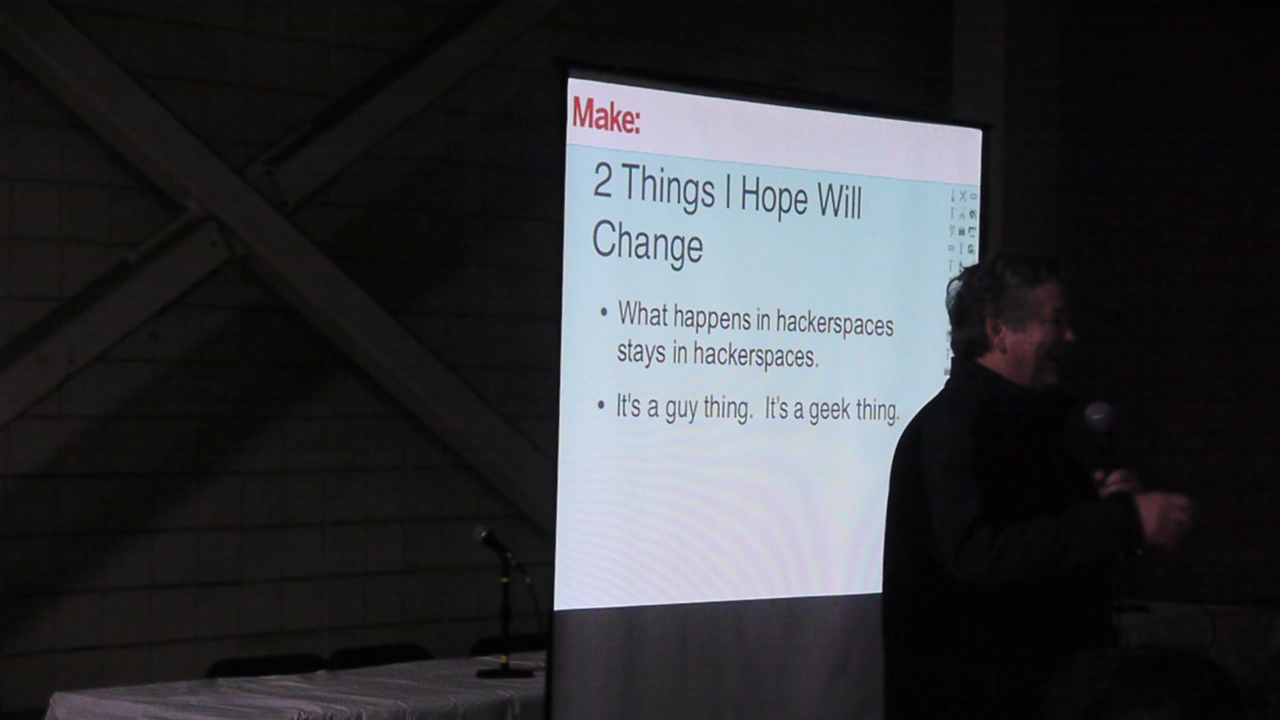 Make:
2 Things I Hope Will
Change
• What happens in hackerspaces
stays in hackerspaces.
• It's a guy thing.  It's a geek thing.